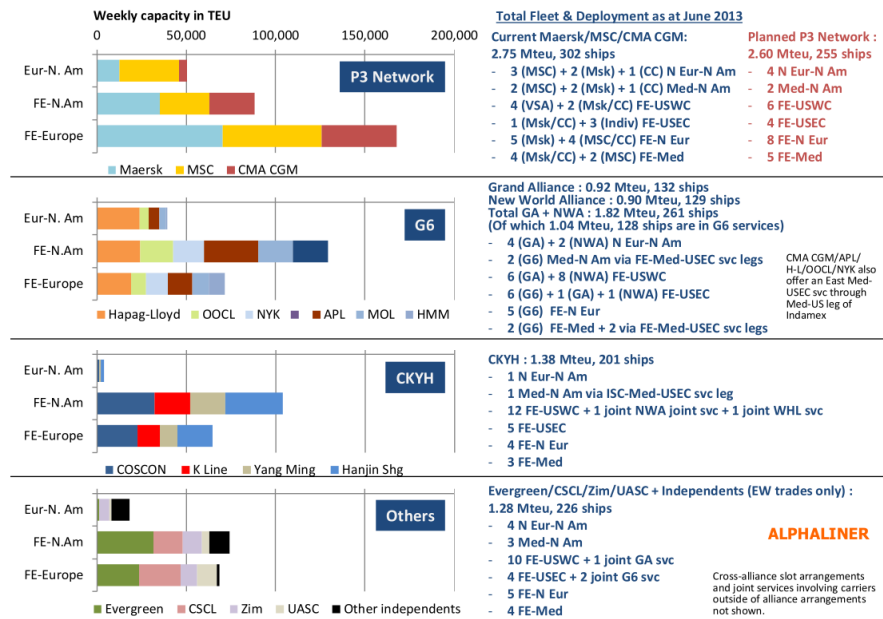 Weekly capacity in TEU
0 50,000 100,000 150,000 200,000
Eur-N. Am
FE-N.Am
FE-Europe
P3 Network
Maersk MSC CMA CGM
Total Fleet & Deployment as at June 2013
Current Maersk/MSC/CMA CGM:
2.75 Mteu, 302 ships
- 3 (MSC) + 2 (Msk) + 1 (CC) N Eur-N Am
- 2 (MSC) + 2 (Msk) + 1 (CC) Med-N Am
- 4 (VSA) + 2 (Msk/CC) FE-USWC
- 1 (Msk/CC) + 3 (Indiv) FE-USEC
- 5 (Msk) + 4 (MSC/CC) FE-N Eur
- 4 (Msk/CC) + 2 (MSC) FE-Med
Planned P3 Network:
2.60 Mteu, 255 ships
- 4 N Eur-N Am
- 2 Med-N Am
- 6 FE-USWC
- 4 FE-USEC
- 8 FE-N Eur
- 5 FE-Med
Eur-N. Am
FE-N.Am
FE-Europe
G6
Hapag-Lloyd OOCL NYK APL MOL HMM
Grand Alliance : 0.92 Mteu, 132 ships
New World Alliance : 0.90 Mteu, 129 ships
Total GA + NWA : 1.82 Mteu, 261 ships
(Of which 1.04 Mteu, 128 ships are in G6 services)
- 4 (GA) + 2 (NWA) N Eur-N Am
- 2 (G6) Med-N Am via FE-Med-USEC svc legs
- 6 (GA) + 8 (NWA) FE-USWC
- 6 (G6) + 1 (GA) + 1 (NWA) FE-USEC
- 5 (G6) FE-N Eur
- 2 (G6) FE-Med + 2 via FE-Med-USEC svc legs
CMA CGM/APL/
H-L/OOCL/NYK also
offer an East Med-
USEC svc through
Med-US leg of
Indamex
Eur-N. Am
FE-N.Am
FE-Europe
CKYH
COSCON K Line Yang Ming Hanjin Shg
CKYH : 1.38 Mteu, 201 ships
- 1 N Eur-N Am
- 1 Med-N Am via ISC-Med-USEC svc leg
- 12 FE-USWC + 1 joint NWA joint svc + 1 joint WHL svc
- 5 FE-USEC
- 4 FE-N Eur
- 3 FE-Med
Eur-N. Am
FE-N.Am
FE-Europe
Others
Evergreen CSCL Zim UASC Other independents
Evergreen/CSCL/Zim/UASC + Independents (EW trades only) :
1.28 Mteu, 226 ships
- 4 N Eur-N Am
- 3 Med-N Am
- 10 FE-USWC + 1 joint GA svc
- 4 FE-USEC + 2 joint G6 svc
- 5 FE-N Eur
- 4 FE-Med
ALPHALINER
Cross-alliance slot arrangements
and joint services involving carriers
outside of alliance arrangements
not shown.